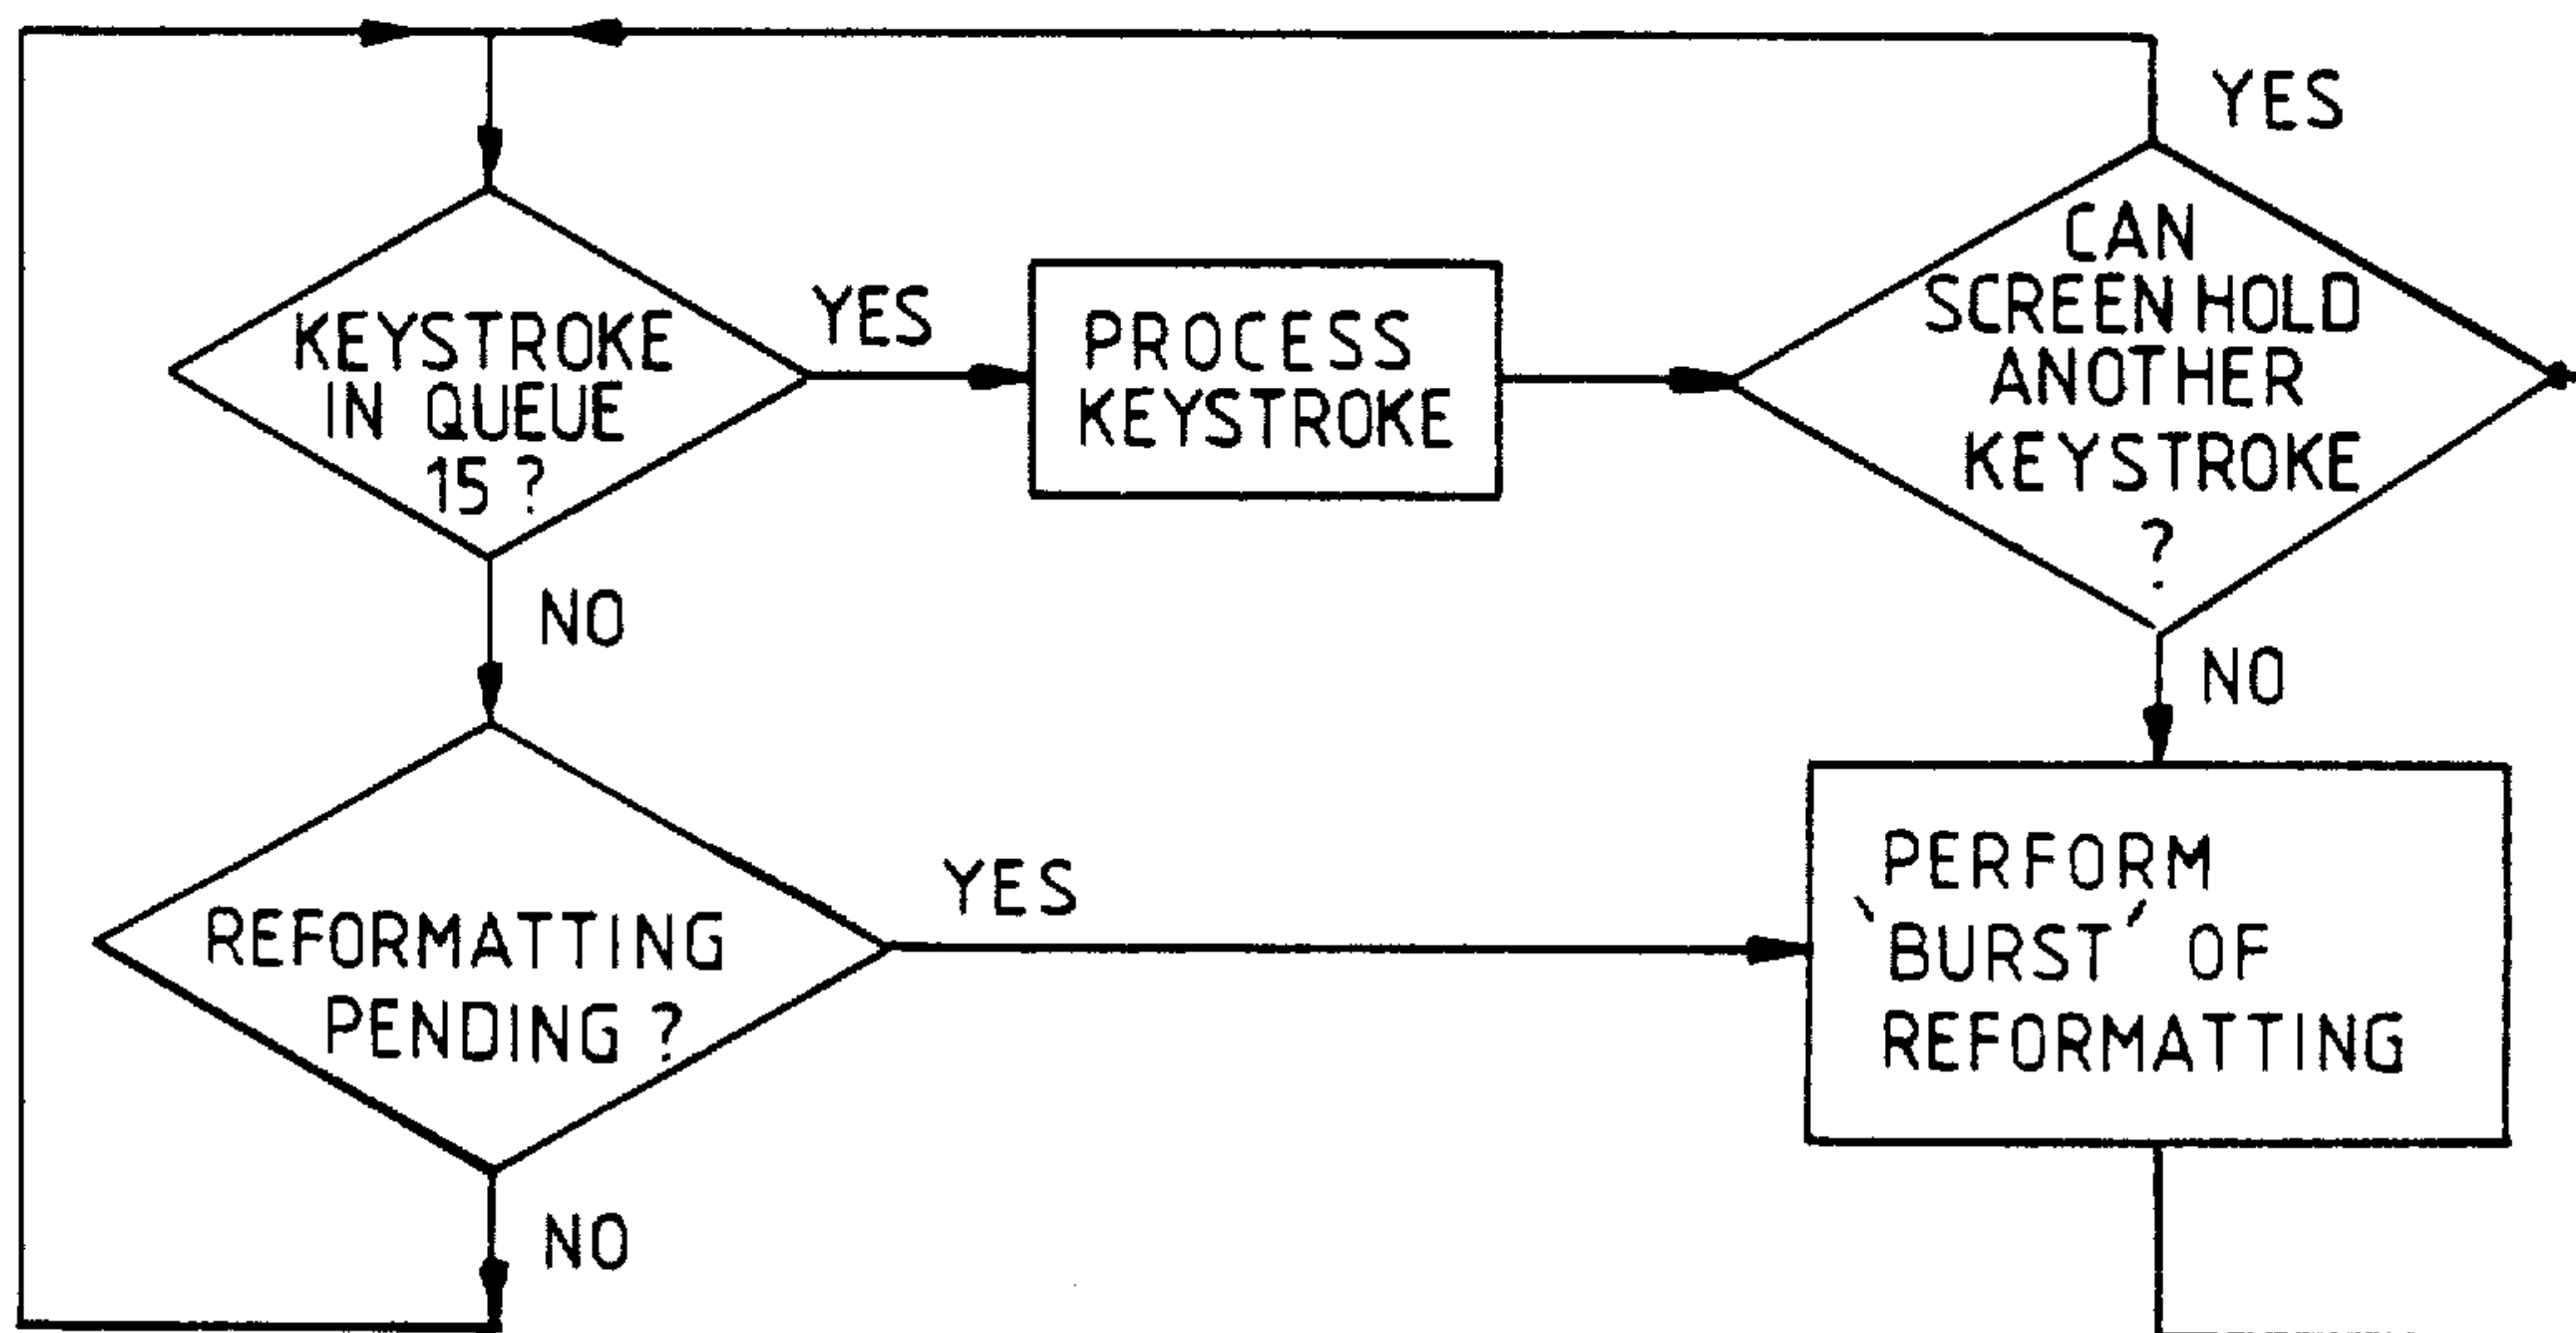 YES
CAN
SCREEN HOLD
ANOTHER
KEYSTROKE
?
KEYSTROKE
IN QUEUE
15 ?
YES
PROCESS
KEYSTROKE
NO
NO
REFORMATTING
PENDING ?
YES
PERFORM
`BURST´ OF
REFORMATTING
NO